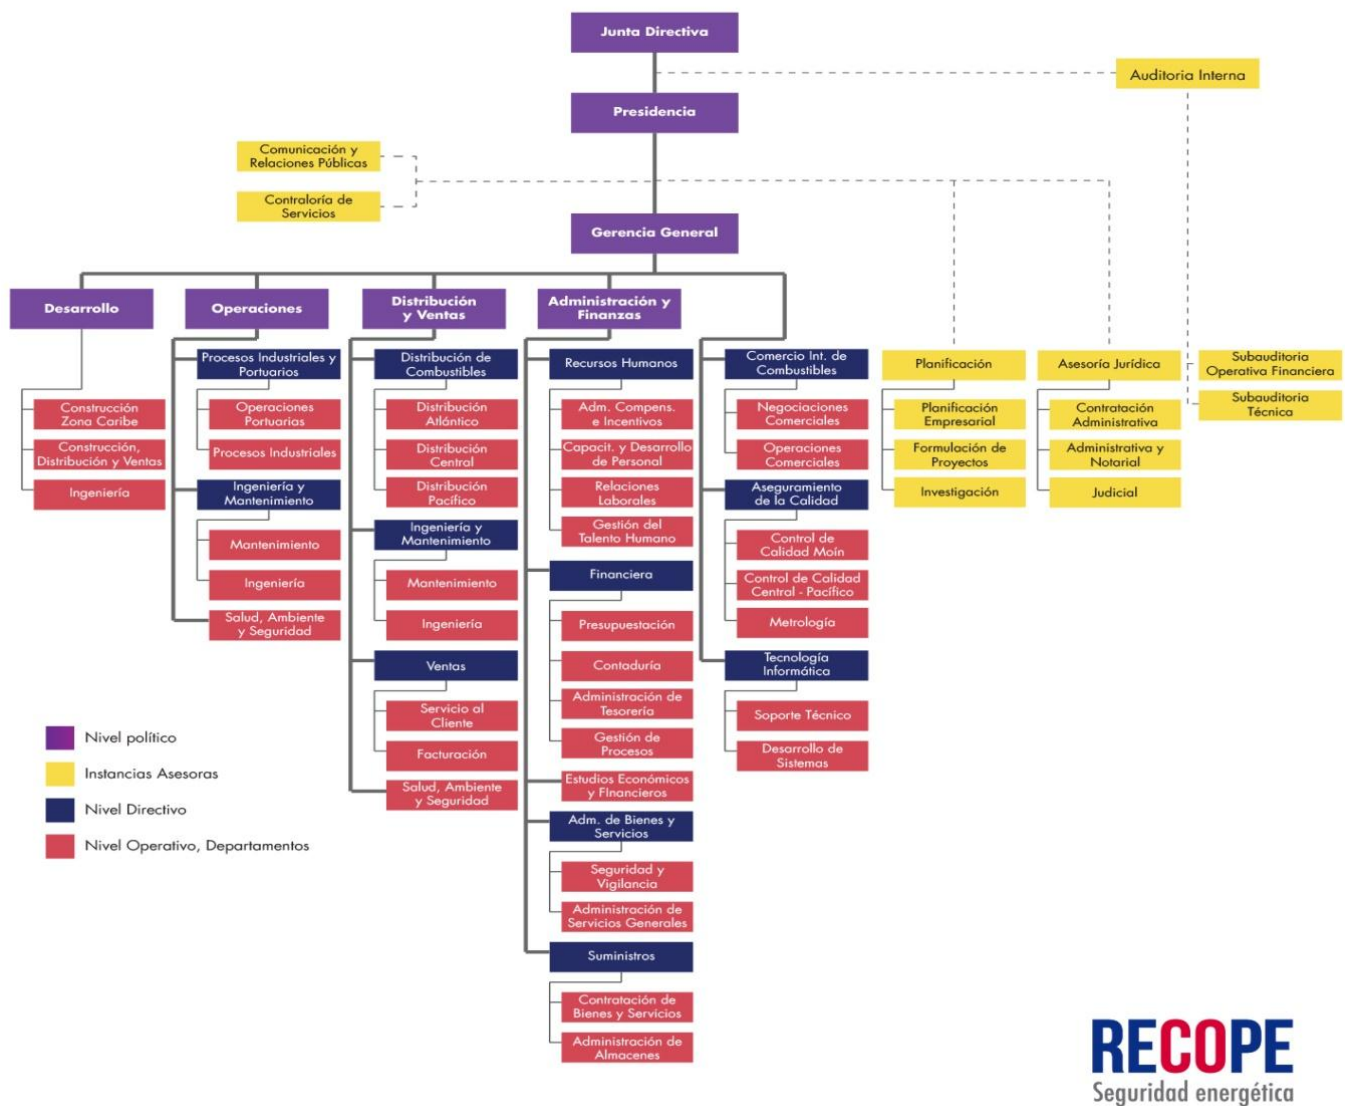 Junta Directiva
Auditoria Interna
Presidencia
Comunicación y
Relaciones Públicas
Contraloría de
Servicios
Gerencia General
Desarrollo
Operaciones
Distribución
y Ventas
Administración y
Finanzas
Construcción
Zona Caribe
Construcción,
Distribución y Ventas
Ingeniería
Procesos Industriales y
Portuarios
Operaciones
Portuarias
Procesos Industriales
Ingeniería y
Mantenimiento
Mantenimiento
Ingeniería
Salud, Ambiente
y Seguridad
Distribución de
Combustibles
Distribución
Atlántico
Distribución
Central
Distribución
Pacífico
Ingeniería y
Mantenimiento
Mantenimiento
Ingeniería
Ventas
Servicio al
Cliente
Facturación
Salud, Ambiente
y Seguridad
Recursos Humanos
Adm. Compens.
e Incentivos
Capacit. y Desarrollo
de Personal
Relaciones
Laborales
Gestión del
Talento Humano
Financiera
Presupuestación
Contaduría
Administración de
Tesorería
Gestión de
Procesos
Estudios Económicos
y FInancieros
Adm. de Bienes y
Servicios
Seguridad y
Vigilancia
Administración de
Servicios Generales
Suministros
Contratación de
Bienes y Servicios
Administración de
Almacenes
Comercio Int. de
Combustibles
Negociaciones
Comerciales
Operaciones
Comerciales
Aseguramiento
de la Calidad
Control de
Calidad Moín
Control de Calidad
Central - Pacífico
Metrología
Tecnología
Informática
Soporte Técnico
Desarrollo de
Sistemas
Planificación
Planificación
Empresarial
Formulación de
Proyectos
Investigación
Asesoría Jurídica
Contratación
Administrativa
Administrativa y
Notarial
Judicial
Subauditoria
Operativa Financiera
Subauditoria
Técnica
Nivel político
Instancias Asesoras
Nivel Directivo
Nivel Operativo, Departamentos
RECOPE
Seguridad energética